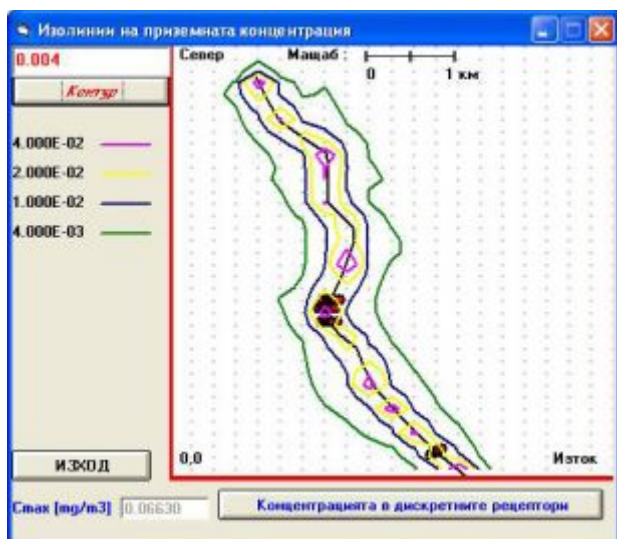 Изолинии на приземната концентрация
0.004
Север
Мащаб :
0
1 км
Контур
4.000E-02
2.000E-02
1.000E-02
4.000E-03
ИЗХОД
0,0
Изток
Cmax [mg/m3]
0.06630
Концентрацията в дискретните рецептори